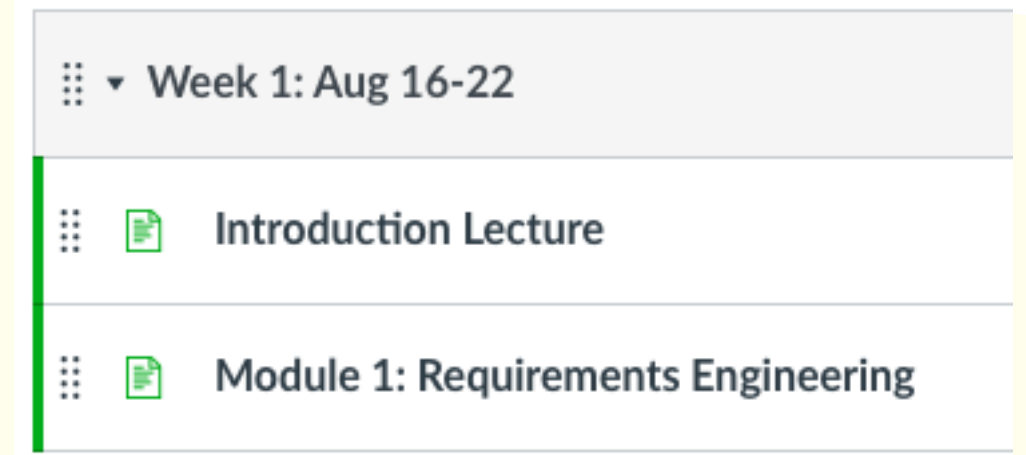 Week 1: Aug 16-22
Introduction Lecture
Module 1: Requirements Engineering